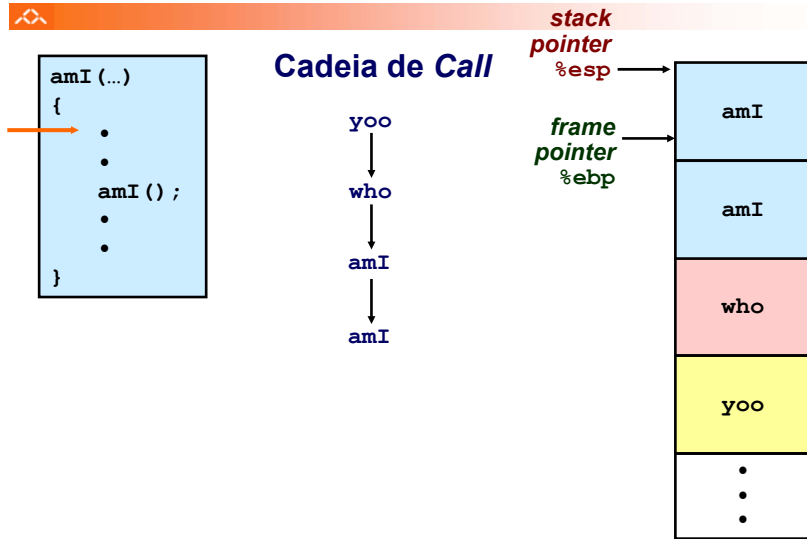 Cadeia de Call
amI(…)
{
•
•
amI();
•
•
}
yoo
who
amI
amI
stack
pointer
%esp
frame
pointer
%ebp
amI
amI
who
yoo
•
•
•